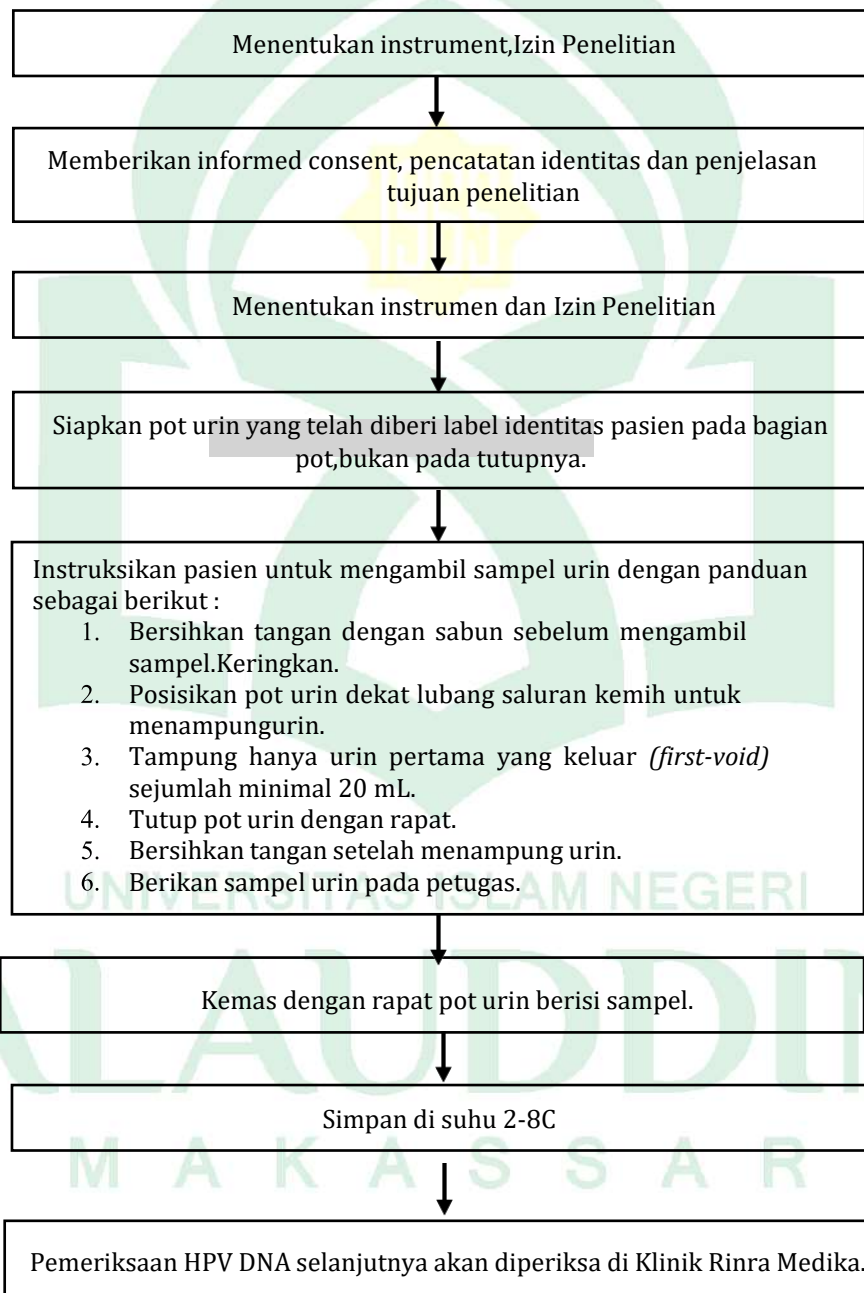 Menentukan instrument,Izin Penelitian
Memberikan informed consent, pencatatan identitas dan penjelasan
tujuan penelitian
Menentukan instrumen dan Izin Penelitian
Siapkan pot urin yang telah diberi label identitas pasien pada bagian
pot,bukan pada tutupnya.
Instruksikan pasien untuk mengambil sampel urin dengan panduan
sebagai berikut :
1. Bersihkan tangan dengan sabun sebelum mengambil
sampel.Keringkan.
2. Posisikan pot urin dekat lubang saluran kemih untuk
menampungurin.
3. Tampung hanya urin pertama yang keluar (first-void)
sejumlah minimal 20 mL.
4. Tutup pot urin dengan rapat.
5. Bersihkan tangan setelah menampung urin.
6. Berikan sampel urin pada petugas.
UNIVERSITAS ISLAM NEGERI
Kemas dengan rapat pot urin berisi sampel.
ALAUDDIN
Simpan di suhu 2-8C
MAKASSAR
Pemeriksaan HPV DNA selanjutnya akan diperiksa di Klinik Rinra Medika.